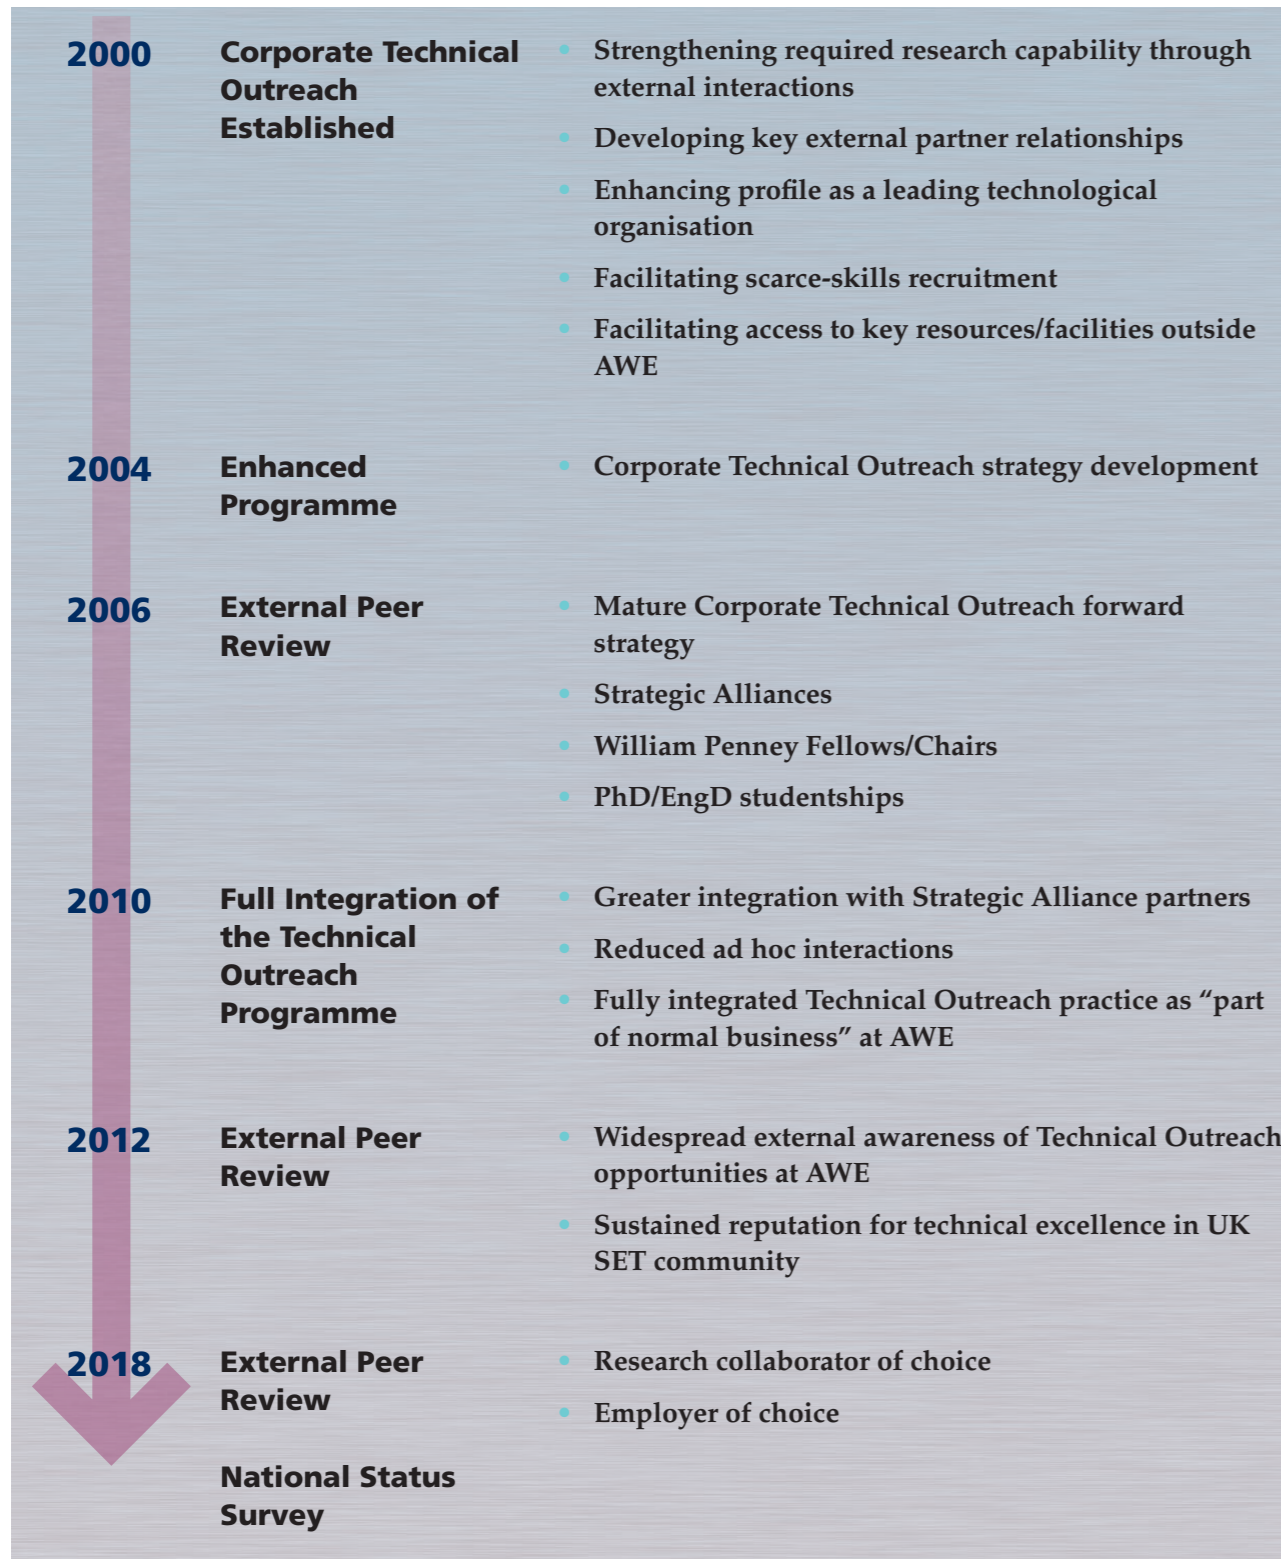 2000
Corporate Technical
Outreach
Established
• Strengthening required research capability through
external interactions
• Developing key external partner relationships
• Enhancing profile as a leading technological
organisation
• Facilitating scarce-skills recruitment
• Facilitating access to key resources/facilities outside
AWE
2004
Enhanced
Programme
• Corporate Technical Outreach strategy development
2006
External Peer
Review
• Mature Corporate Technical Outreach forward
strategy
• Strategic Alliances
• William Penney Fellows/Chairs
• PhD/EngD studentships
2010
Full Integration of
the Technical
Outreach
Programme
• Greater integration with Strategic Alliance partners
• Reduced ad hoc interactions
• Fully integrated Technical Outreach practice as “part
of normal business” at AWE
2012
External Peer
Review
• Widespread external awareness of Technical Outreach
opportunities at AWE
• Sustained reputation for technical excellence in UK
SET community
2018
External Peer
Review
• Research collaborator of choice
• Employer of choice
National Status
Survey